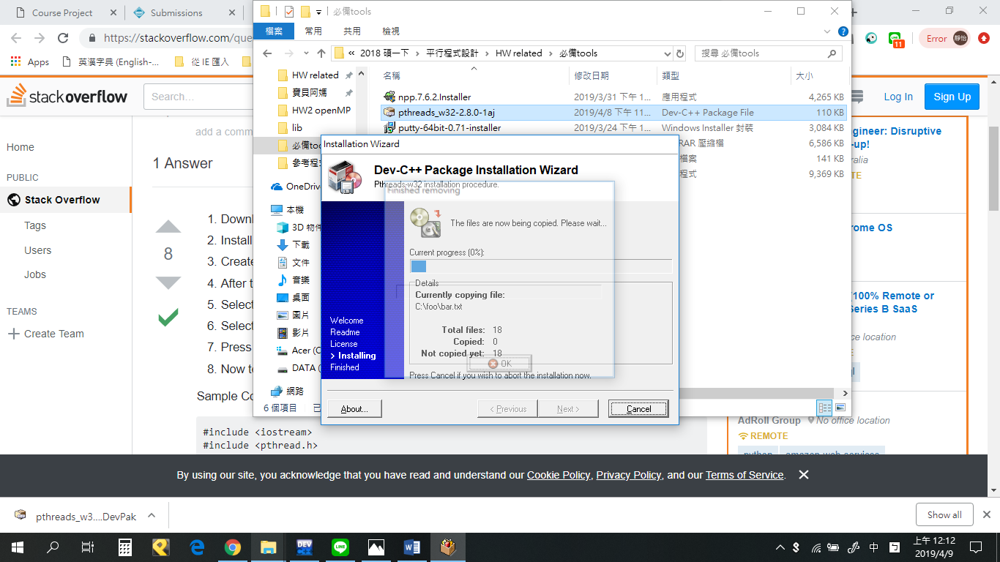 Course Project
Submissions
https://stackoverflow.com/que
Error 靜怡
11
Apps
英漢字典 (English-...
從 IE 匯入
必備tools
檔案
常用
共用
檢視
« 2018 碩一下 > 平行程式設計 > HW related > 必備tools
搜尋 必備tools
名稱
修改日期
類型
大小
npp.7.6.2.Installer 2019/3/31 下午 1... 應用程式 4,265 KB
pthreads_w32-2.8.0-1aj 2019/4/8 下午 11... Dev-C++ Package File 110 KB
putty-64bit-0.71-installer 2019/3/24 下午 1... Windows Installer 封裝 3,084 KB
RAR 壓縮檔 6,586 KB
檔案 141 KB
程式 9,369 KB
HW related
寶貝阿嬤
HW2 openMP
lib
必備too
參考程
OneDrive
本機
3D 物件
下載
文件
音樂
桌面
圖片
影片
Acer (C
DATA (
網路
6 個項目
stackoverflow
Search...
Log In
Sign Up
Home
PUBLIC
Stack Overflow
Tags
Users
Jobs
TEAMS
Create Team
add a comm
1 Answer
8
1. Downl
2. Install
3. Create
4. After t
5. Select
6. Select
7. Press
8. Now te
Sample Co
#include <iostream>
#include <pthread.h>
Installation Wizard
Dev-C++ Package Installation Wizard
Pthreads-w32 installation procedure.
Finished removing
The files are now being copied. Please wait...
Current progress (0%):
Details
Currently copying file:
C:\foo\bar.txt
Total files: 18
Copied: 0
Not copied yet: 18
OK
Press Cancel if you wish to abort the installation now.
Welcome
Readme
License
> Installing
Finished
About...
< Previous
Next >
Cancel
gineer: Disruptive
-up!
ralia
TE
rome OS
(100% Remote or
Series B SaaS
ce location
AdRoll Group
No office location
REMOTE
python
amazon-web-services
By using our site, you acknowledge that you have read and understand our Cookie Policy, Privacy Policy, and our Terms of Service.
pthreads_w3....DevPak
Show all
DEV
LINE
中
上午 12:12
2019/4/9